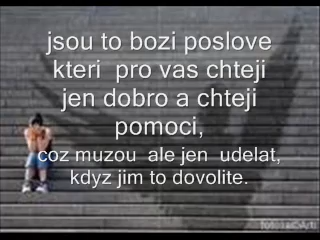 jsou to bozi poslove
kteri pro vas chteji
jen dobro a chteji
pomoci,
coz muzou ale jen udelat,
kdyz jim to dovolite.